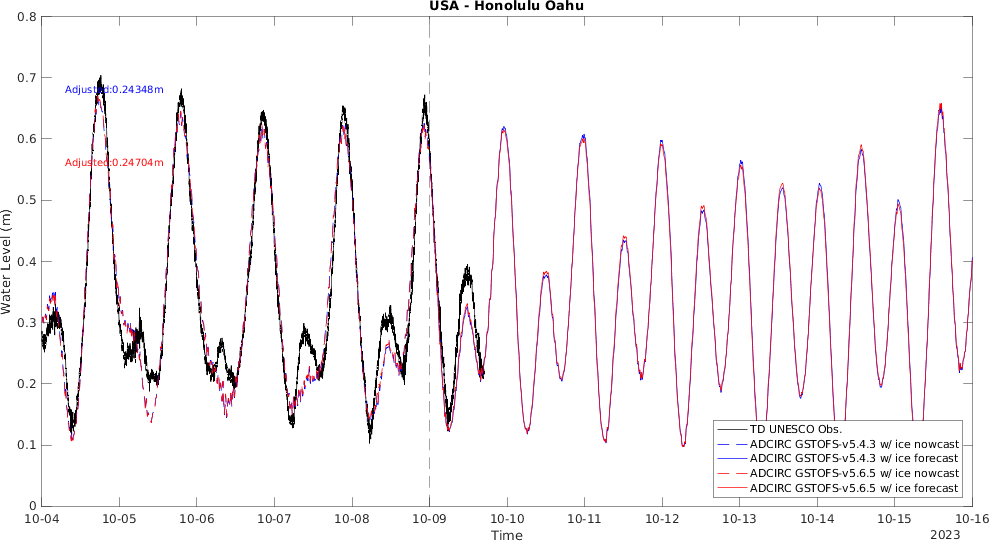 USA - Honolulu Oahu
0.8
0.7
0.6
0.5
0.4
0.3
0.2
0.1
0
Water Level (m)
Adjusted:0.24348m
Adjusted:0.24704m
TD UNESCO Obs.
ADCIRC GSTOFS-v5.4.3 w/ ice nowcast
ADCIRC GSTOFS-v5.4.3 w/ ice forecast
ADCIRC GSTOFS-v5.6.5 w/ ice nowcast
ADCIRC GSTOFS-v5.6.5 w/ ice forecast
10-04 10-05 10-06 10-07 10-08 10-09 10-10 10-11 10-12 10-13 10-14 10-15 10-16
Time
2023